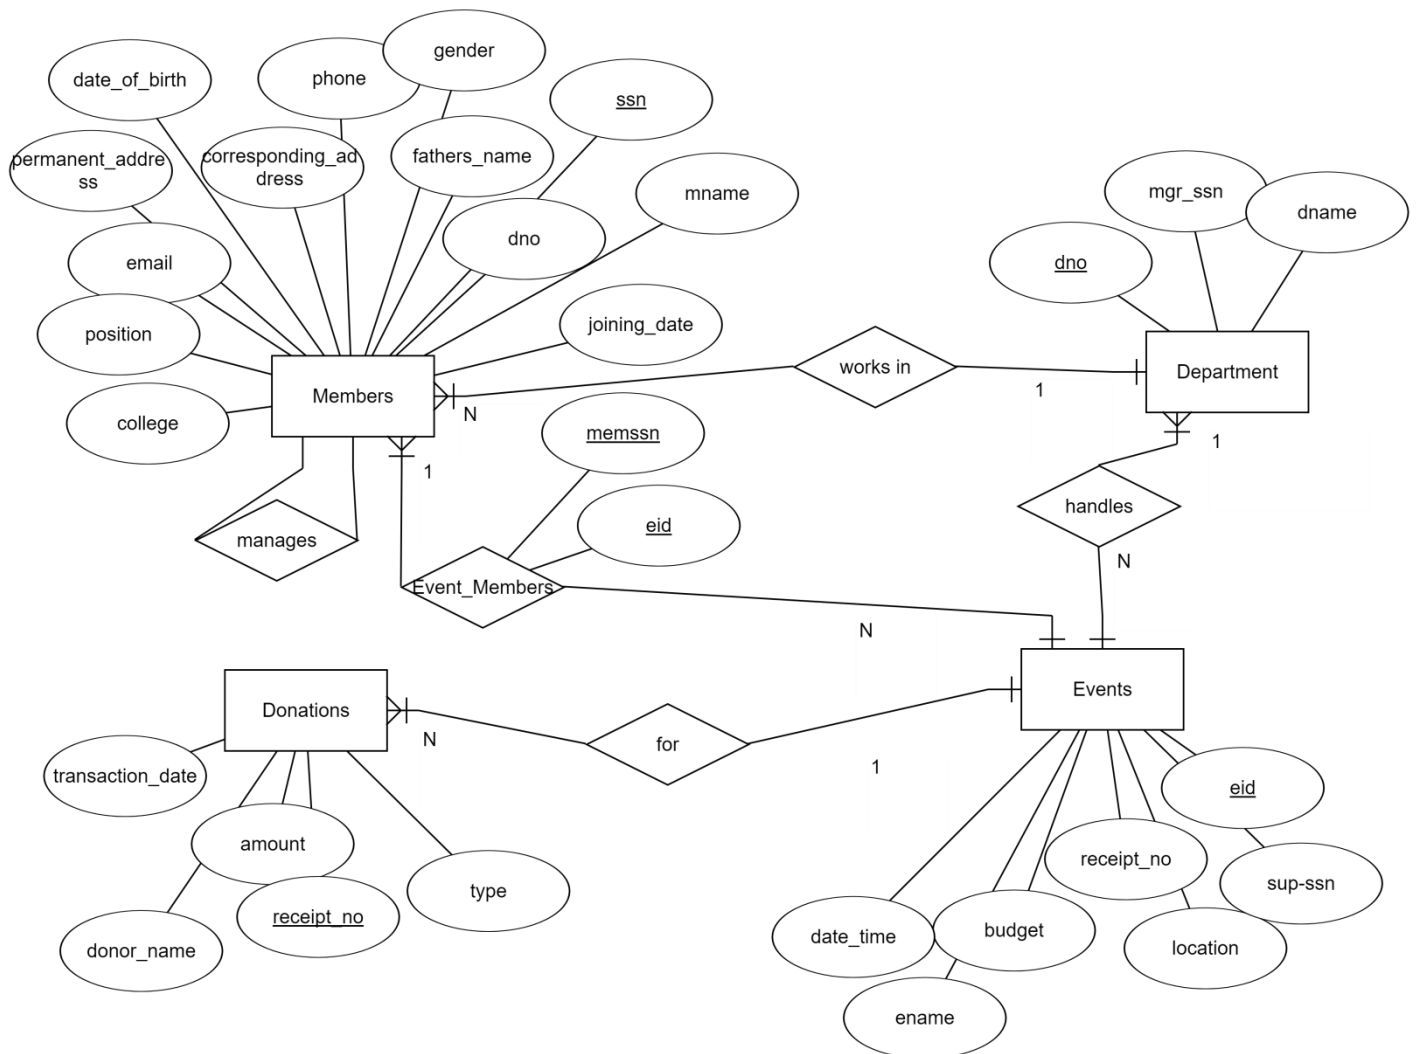 gender
date_of_birth
phone
ssn
permanent_addre
ss
corresponding_ad
dress
fathers_name
mname
mgr_ssn
dname
dno
email
dno
position
joining_date
Members
works in
Department
N
1
college
memssn
1
1
manages
eid
handles
Event_Members
N
N
Donations
Events
N
for
1
transaction_date
eid
amount
receipt_no
type
sup-ssn
receipt_no
donor_name
date_time
budget
location
ename